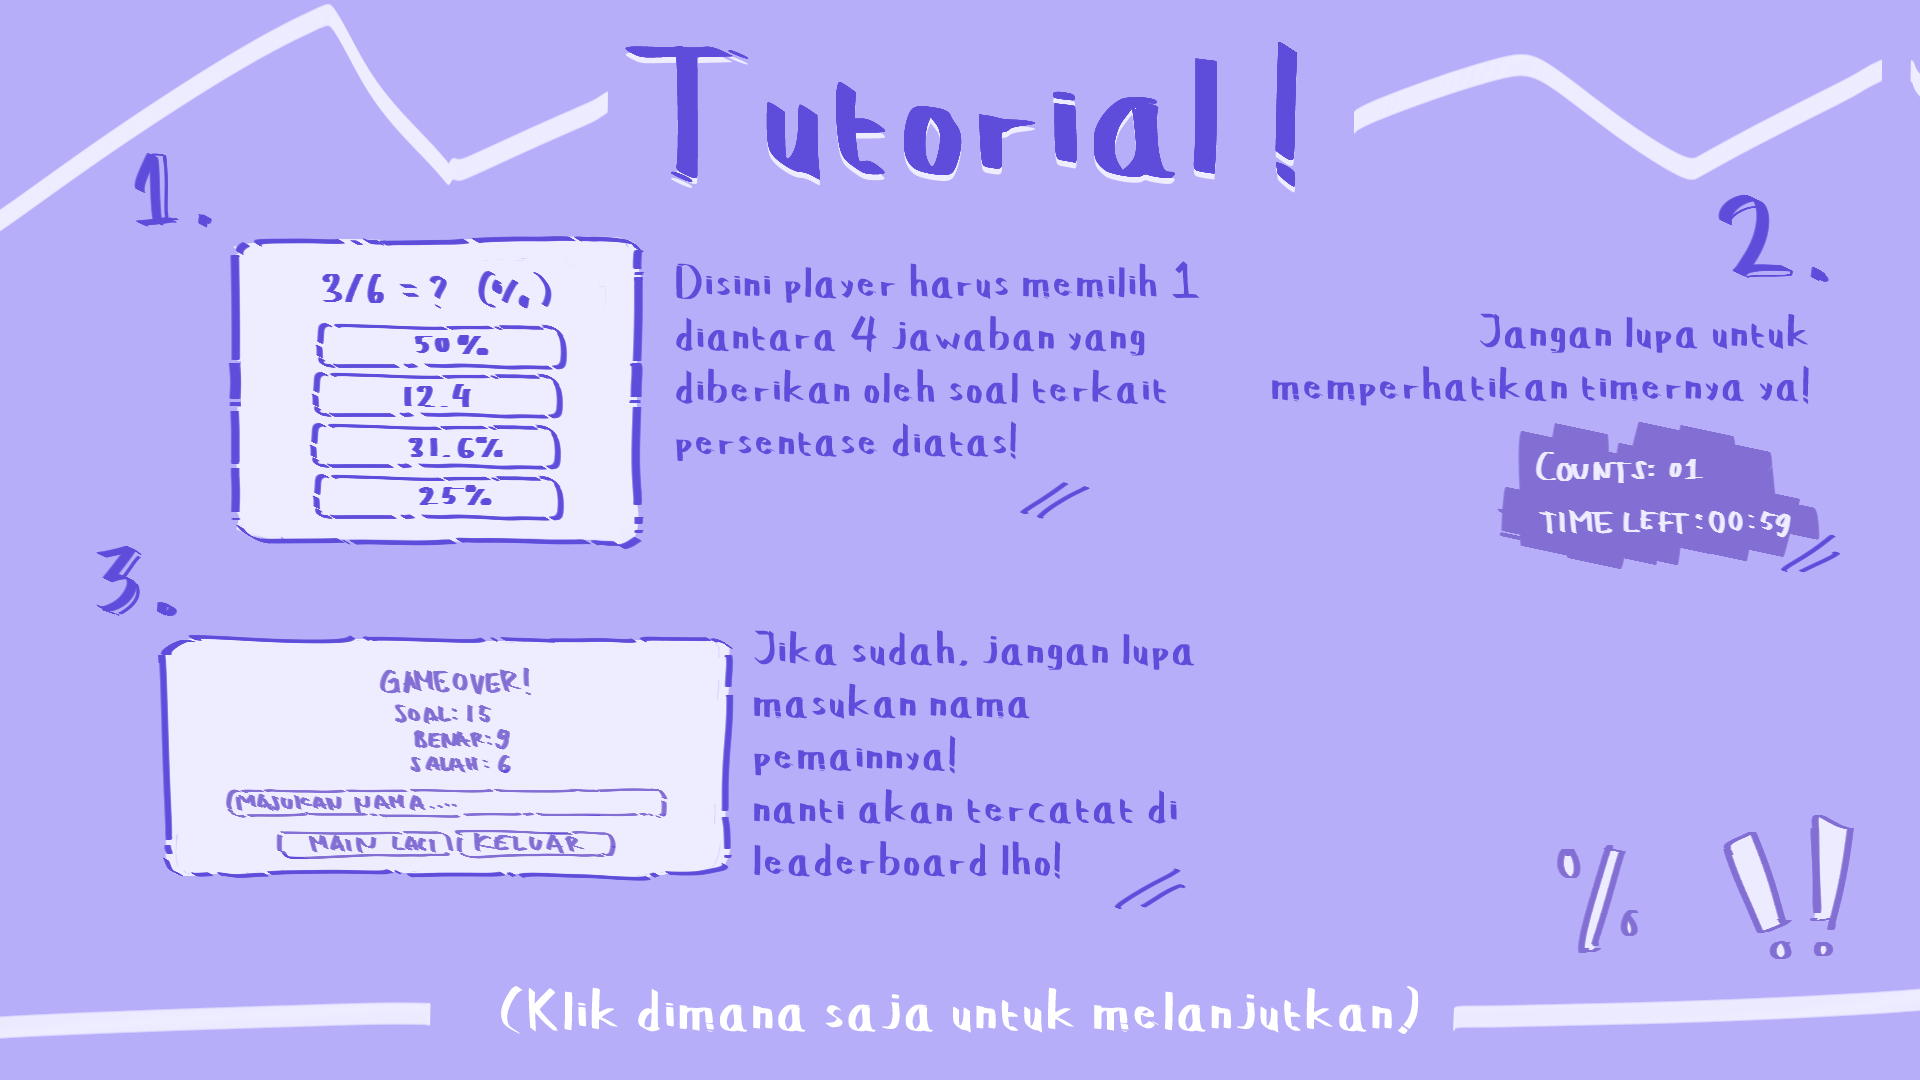 Tutorial!
1.
3/6 = ? (%)
50%
12.4
31.6%
25%
Disini player harus memilih 1
diantara 4 jawaban yang
diberikan oleh soal terkait
persentase diatas!
2.
Jangan lupa untuk
memperhatikan timernya ya!
COUNTS: 01
TIME LEFT:00:59
3.
GAMEOVER!
SOAL: 15
BENAR: 9
SALAH: 6
MASUKAN NAMA....
MAIN LAGI
KELUAR
Jika sudah, jangan lupa
masukan nama
pemainnya!
nanti akan tercatat di
leaderboard lho!
% !!
(Klik dimana saja untuk melanjutkan)